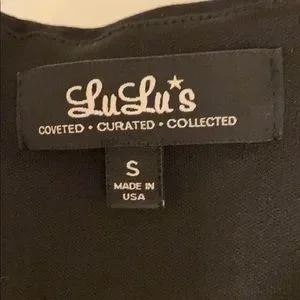 LuLu*s
COVETED • CURATED • COLLECTED
S
MADE IN
USA